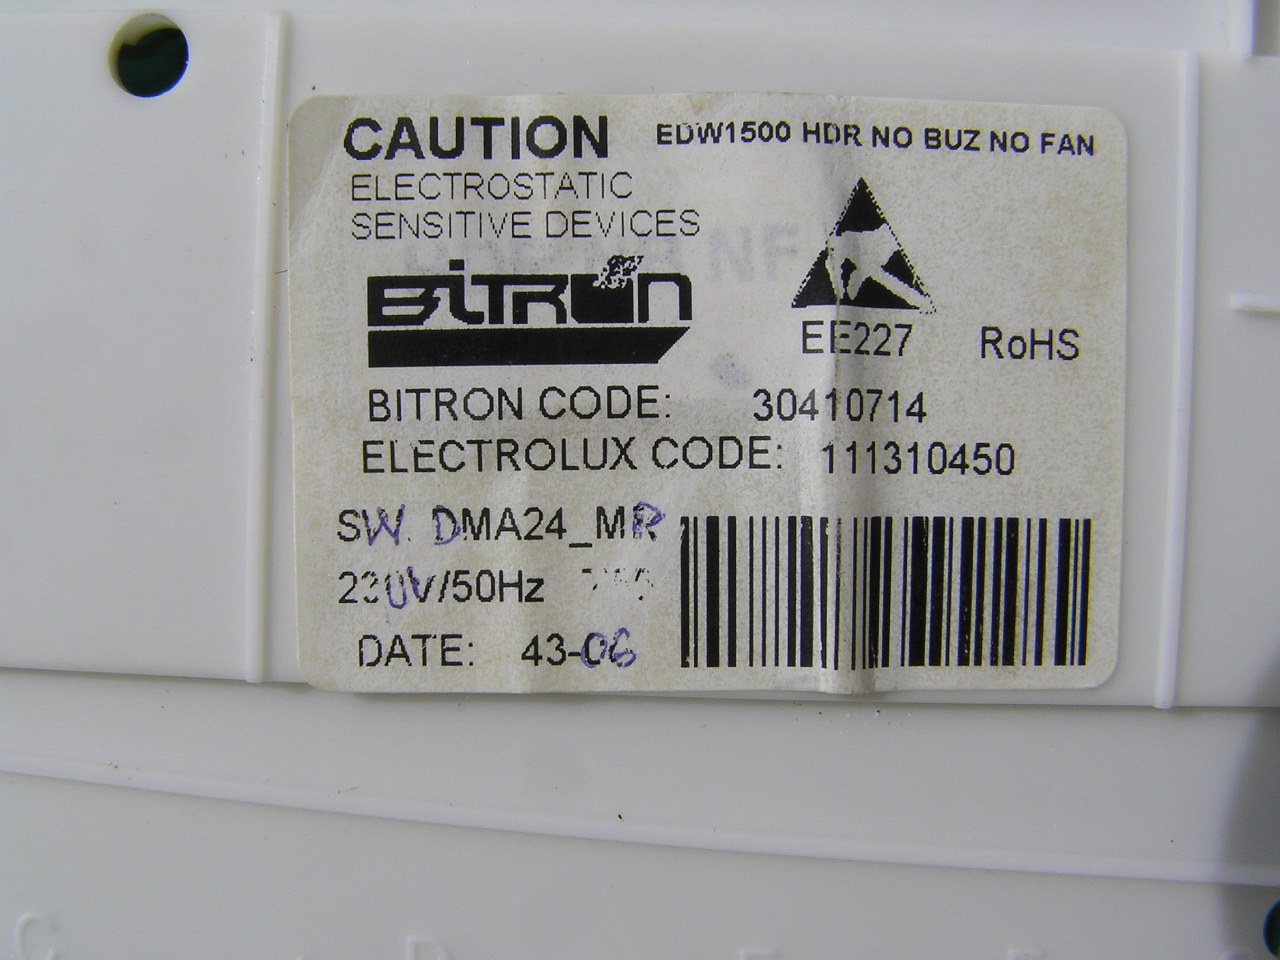 CAUTION
EDW1500 HDR NO BUZ NO FAN
ELECTROSTATIC
SENSITIVE DEVICES
NF
BITRON
EE227
RoHS
BITRON CODE: 30410714
ELECTROLUX CODE: 111310450
SW. DMA24_MR
230V/50Hz
DATE: 43-06
C